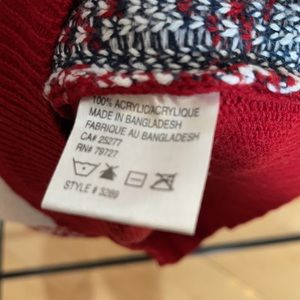 100% ACRYLIC/ACRYLIQUE
MADE IN BANGLADESH
FABRIQUE AU BANGLADESH
CA# 25277
RN# 79727
STYLE # 3289